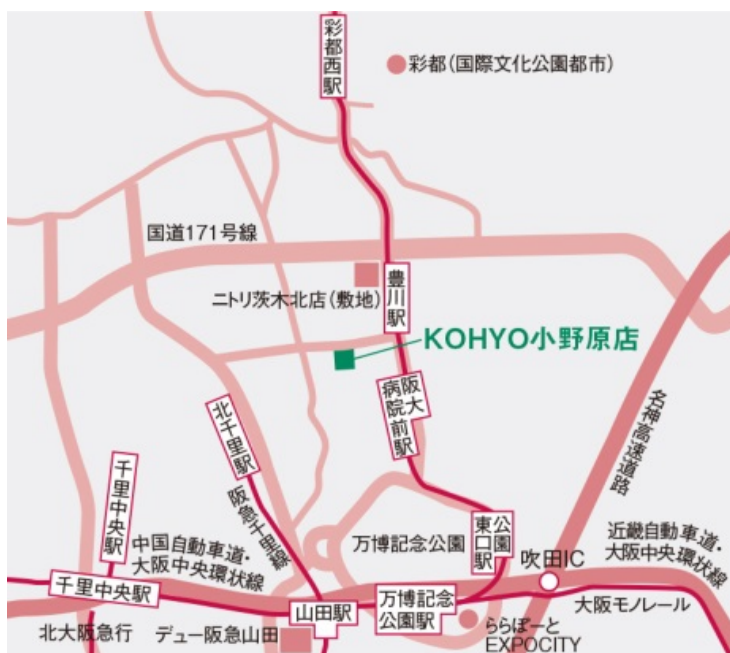 彩都西駅
彩都(国際文化公園都市)
国道171号線
豊川駅
ニトリ茨木北店(敷地)
KOHYO小野原店
阪大
病院前駅
名神高速道路
北千里駅
阪急千里線
千里中央駅
中国自動車道・
大阪中央環状線
万博記念公園
公園
東口駅
吹田IC
近畿自動車道・
大阪中央環状線
千里中央駅
山田駅
万博記念
公園駅
大阪モノレール
北大阪急行
デュー阪急山田
ららぽーと
EXPOCITY